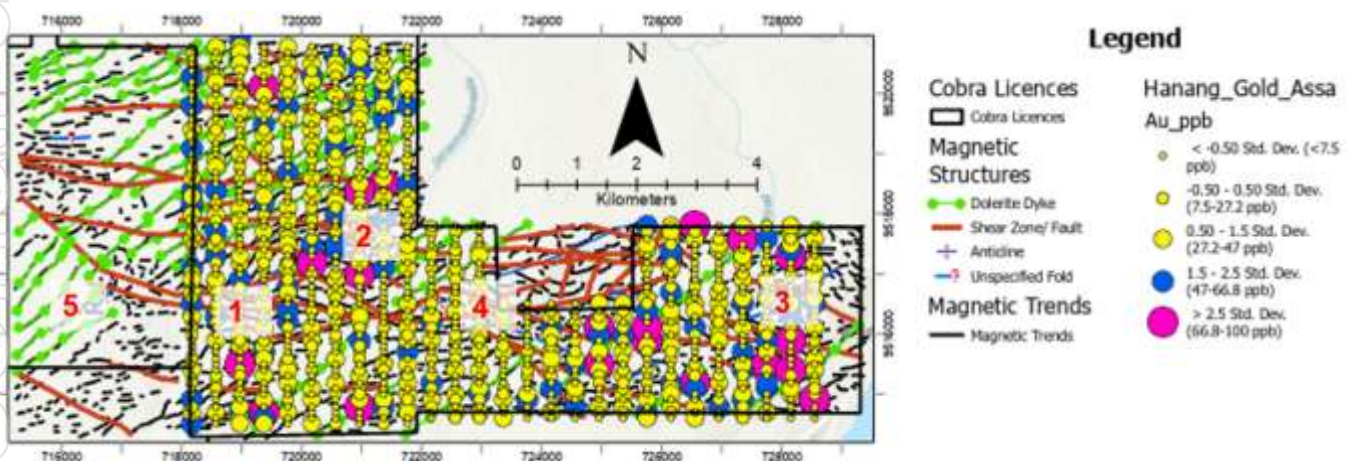 716000 718000 720000 722000 724000 726000 728000
N
0 1 2 4
Kilometers
9520000
9518000
9516000
1
2
3
4
5
716000 718000 720000 722000 724000 726000 728000
Legend
Cobra Licences
Cobra Licences
Magnetic
Structures
Dolerite Dyke
Shear Zone/ Fault
Anticline
Unspecified Fold
Magnetic Trends
Magnetic Trends
Hanang_Gold_Assa
Au_ppb
< -0.50 Std. Dev. (<7.5
ppb)
-0.50 - 0.50 Std. Dev.
(7.5-27.2 ppb)
0.50 - 1.5 Std. Dev.
(27.2-47 ppb)
1.5 - 2.5 Std. Dev.
(47-66.8 ppb)
> 2.5 Std. Dev.
(66.8-100 ppb)